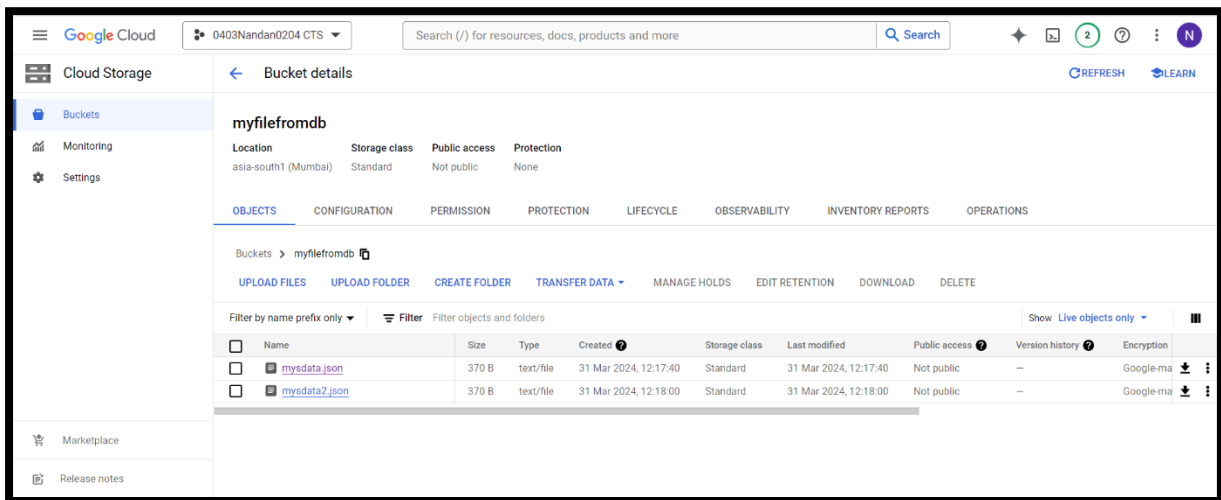 Google Cloud
0403Nandan0204 CTS
Search (/) for resources, docs, products and more
Search
2
N
Cloud Storage
Bucket details
REFRESH
LEARN
Buckets
Monitoring
Settings
myfilefromdb
Location Storage class Public access Protection
asia-south1 (Mumbai) Standard Not public None
OBJECTS CONFIGURATION PERMISSION PROTECTION LIFECYCLE OBSERVABILITY INVENTORY REPORTS OPERATIONS
Buckets > myfilefromdb
UPLOAD FILES UPLOAD FOLDER CREATE FOLDER TRANSFER DATA MANAGE HOLDS EDIT RETENTION DOWNLOAD DELETE
Filter by name prefix only Filter Filter objects and folders Show Live objects only
Name Size Type Created Storage class Last modified Public access Version history Encryption
mysdata.json 370 B text/file 31 Mar 2024, 12:17:40 Standard 31 Mar 2024, 12:17:40 Not public — Google-ma
mysdata2.json 370 B text/file 31 Mar 2024, 12:18:00 Standard 31 Mar 2024, 12:18:00 Not public — Google-ma
Marketplace
Release notes